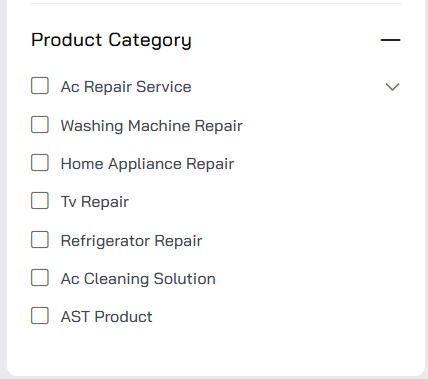 Product Category
Ac Repair Service
Washing Machine Repair
Home Appliance Repair
Tv Repair
Refrigerator Repair
Ac Cleaning Solution
AST Product